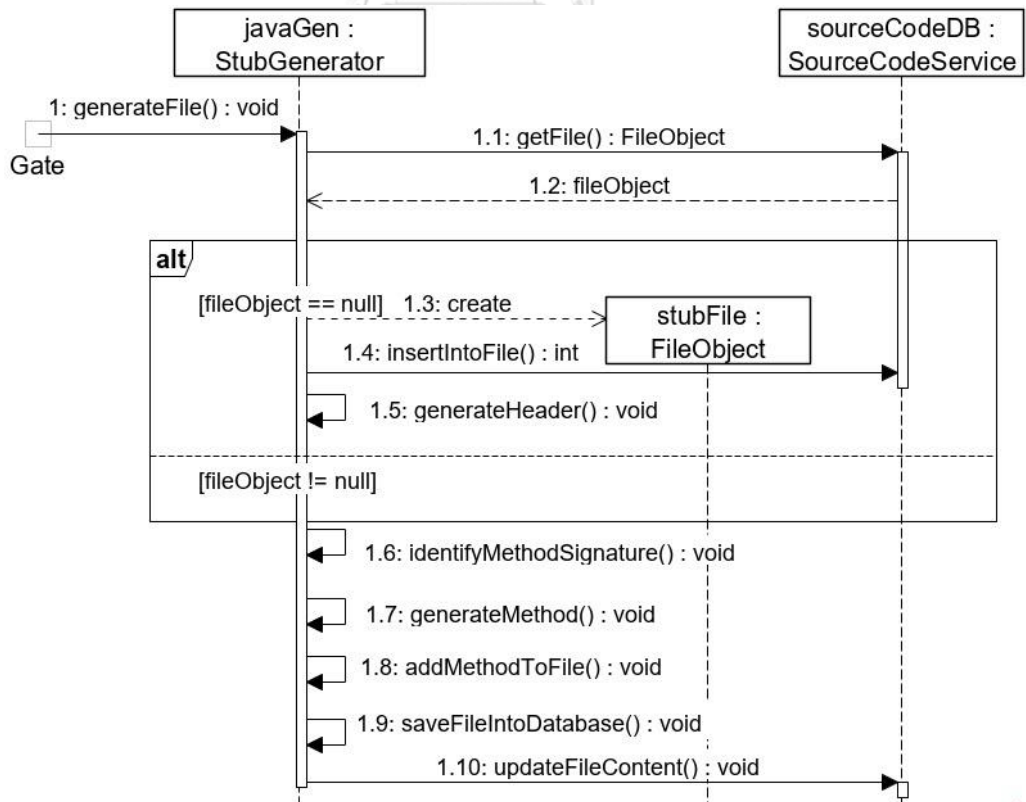 javaGen :
StubGenerator
sourceCodeDB :
SourceCodeService
1: generateFile() : void
Gate
1.1: getFile() : FileObject
1.2: fileObject
alt
[fileObject == null]
1.3: create
stubFile :
FileObject
1.4: insertIntoFile() : int
1.5: generateHeader() : void
[fileObject != null]
1.6: identifyMethodSignature() : void
1.7: generateMethod() : void
1.8: addMethodToFile() : void
1.9: saveFileIntoDatabase() : void
1.10: updateFileContent() : void